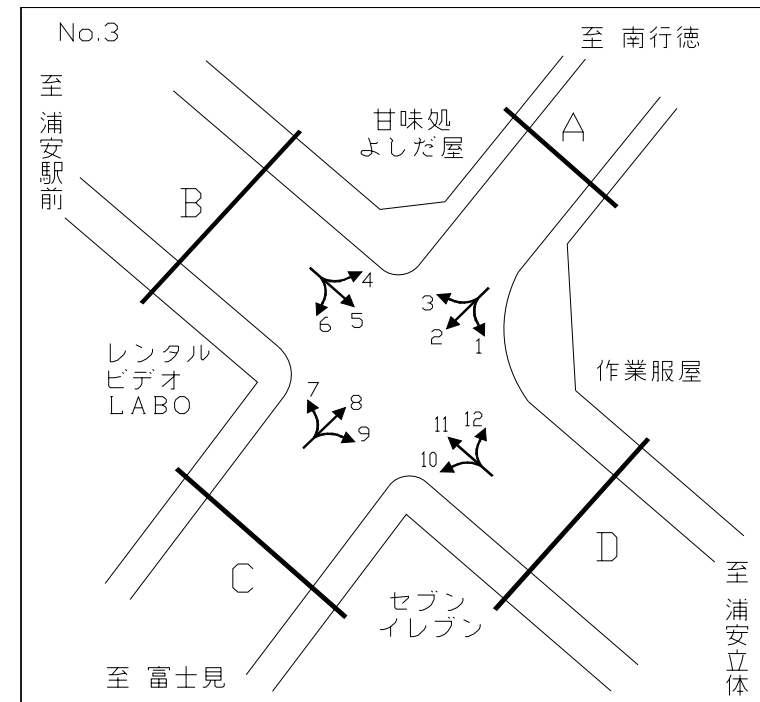 No.3
至 南行徳
至 浦安駅前
甘味処
よしだ屋
A
B
4
5
6
3
2
1
レンタル
ビデオ
LABO
作業服屋
7
8
9
11
12
10
C
D
セブン
イレブン
至 富士見
至 浦安立体